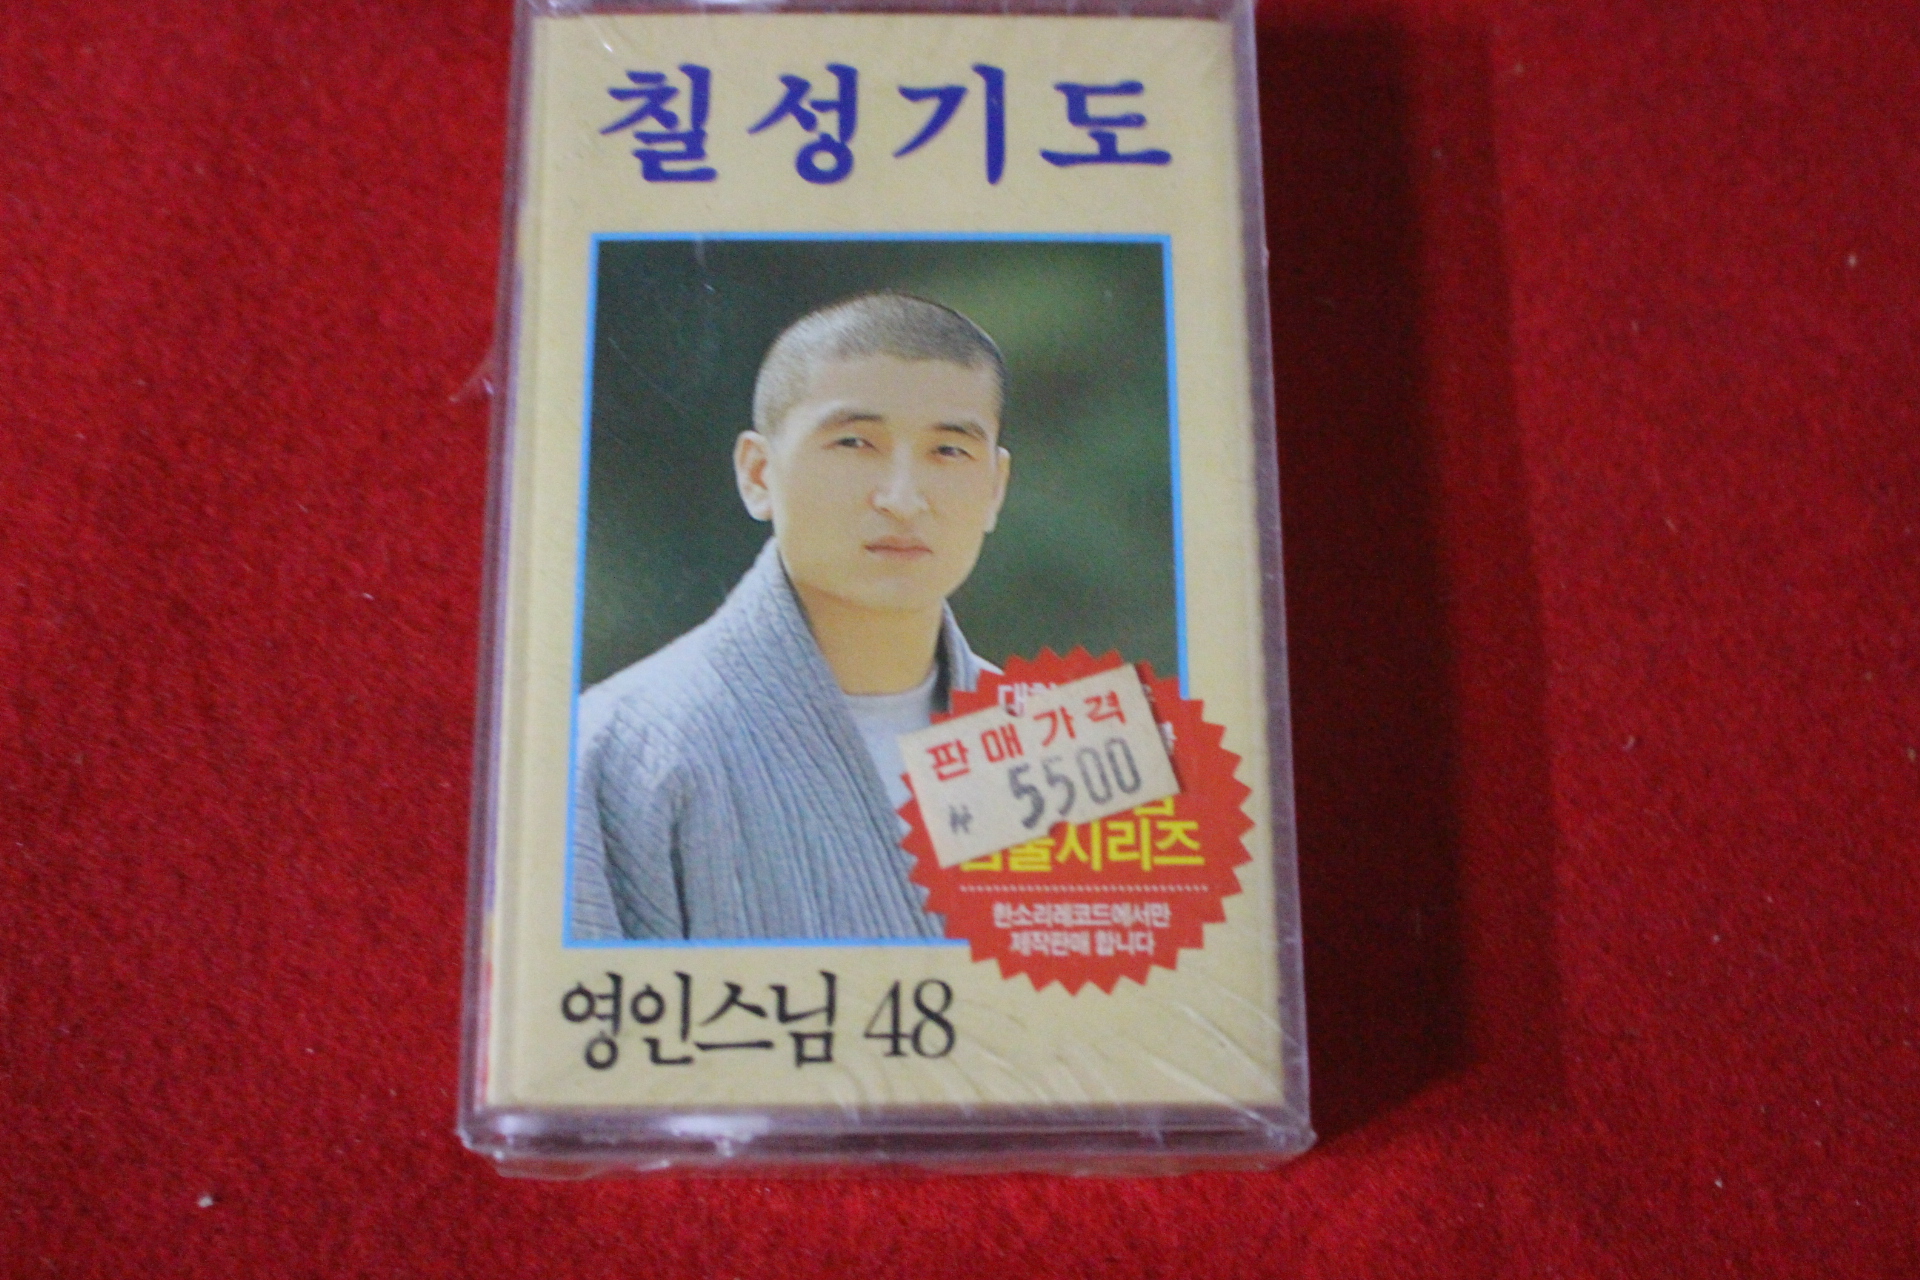 칠성기도
판매가격
₩ 5500
시리즈
한소리레코드에서만
제작판매 합니다
영인스님 48